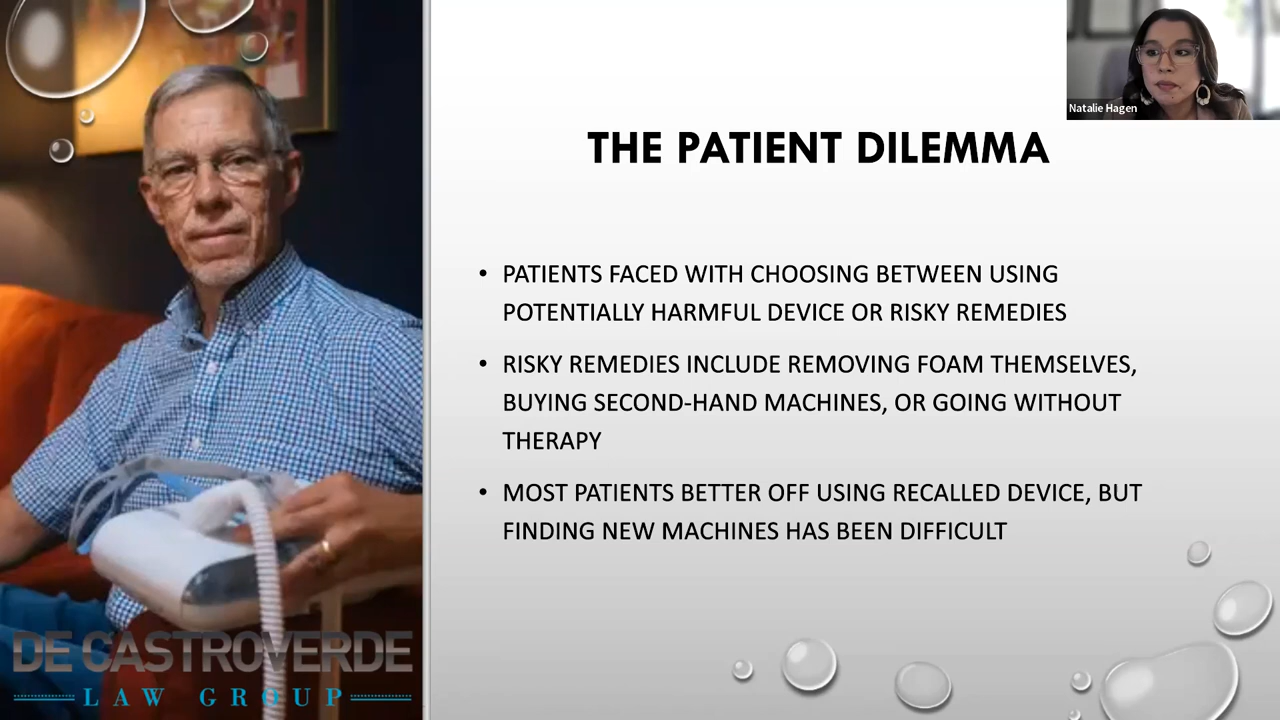 Natalie Hagen
THE PATIENT DILEMMA
• PATIENTS FACED WITH CHOOSING BETWEEN USING
POTENTIALLY HARMFUL DEVICE OR RISKY REMEDIES
• RISKY REMEDIES INCLUDE REMOVING FOAM THEMSELVES,
BUYING SECOND-HAND MACHINES, OR GOING WITHOUT
THERAPY
• MOST PATIENTS BETTER OFF USING RECALLED DEVICE, BUT
FINDING NEW MACHINES HAS BEEN DIFFICULT
DE CASTROVERDE
LAW GROUP